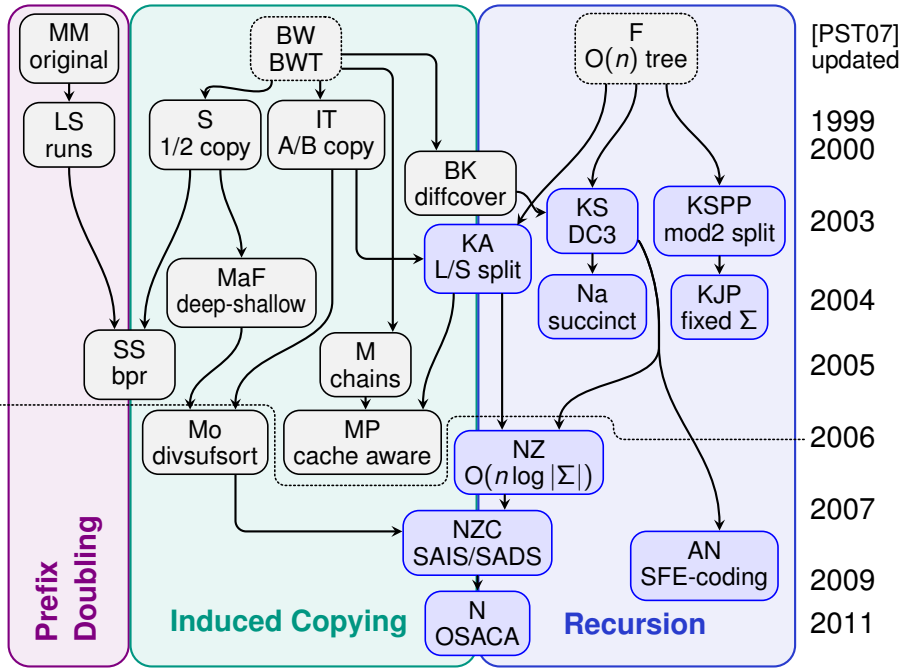 MM
original
BW
BWT
F
O(n) tree
[PST07]
updated
LS
runs
S
1/2 copy
IT
A/B copy
1999
2000
BK
diffcover
KS
DC3
KSPP
mod2 split
2003
KA
L/S split
MaF
deep-shallow
Na
succinct
KJP
fixed Σ
2004
SS
bpr
M
chains
2005
Mo
divsufsort
MP
cache aware
NZ
O(n log |Σ|)
2006
2007
NZC
SAIS/SADS
AN
SFE-coding
2009
N
OSACA
2011
Prefix
Doubling
Induced Copying
Recursion